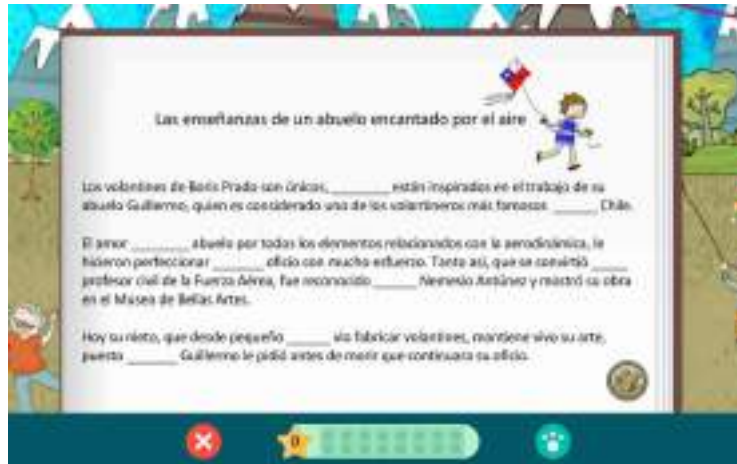 Las enseñanzas de un abuelo encantado por el aire
Los volantines de Boris Prado son únicos, ________ están inspirados en el trabajo de su
abuelo Guillermo, quien es considerado uno de los volantineros más famosos ______ Chile.
El amor ________ abuelo por todos los elementos relacionados con la aerodinámica, le
hicieron perfeccionar _______ oficio con mucho esfuerzo. Tanto así, que se convirtió _____
profesor civil de la Fuerza Aérea, fue reconocido ______ Nemesio Antúnez y mostró su obra
en el Museo de Bellas Artes.
Hoy su nieto, que desde pequeño ______ vio fabricar volantines, mantiene vivo su arte,
puesto _______ Guillermo le pidió antes de morir que continuara su oficio.
0